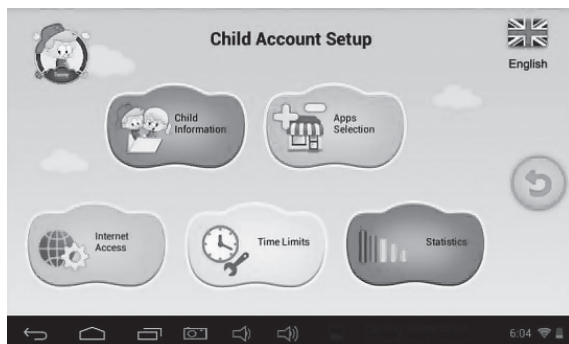 Child Account Setup
English
Child
Information
Apps
Selection
Internet
Access
Time Limits
Statistics
6:04